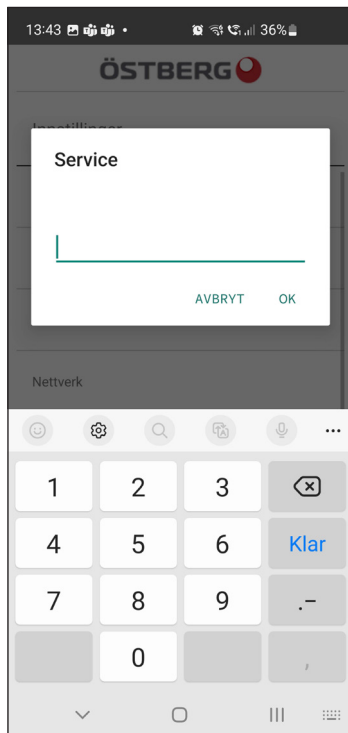 13:43
36%
ÖSTBERG
Innstillinger
Service
AVBRYT OK
Nettverk
1 2 3
4 5 6 Klar
7 8 9 .-
0 ,